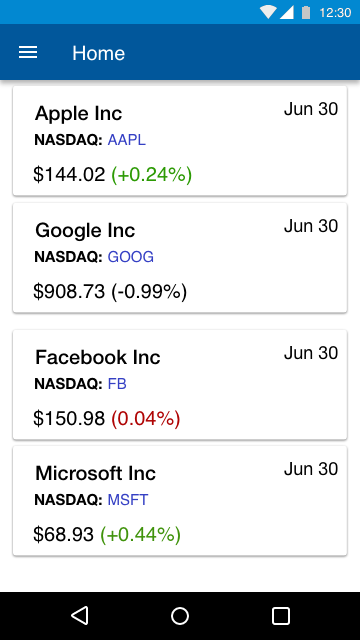 12:30
Home
Apple Inc
Jun 30
NASDAQ: AAPL
$144.02 (+0.24%)
Google Inc
Jun 30
NASDAQ: GOOG
$908.73 (-0.99%)
Facebook Inc
Jun 30
NASDAQ: FB
$150.98 (0.04%)
Microsoft Inc
Jun 30
NASDAQ: MSFT
$68.93 (+0.44%)